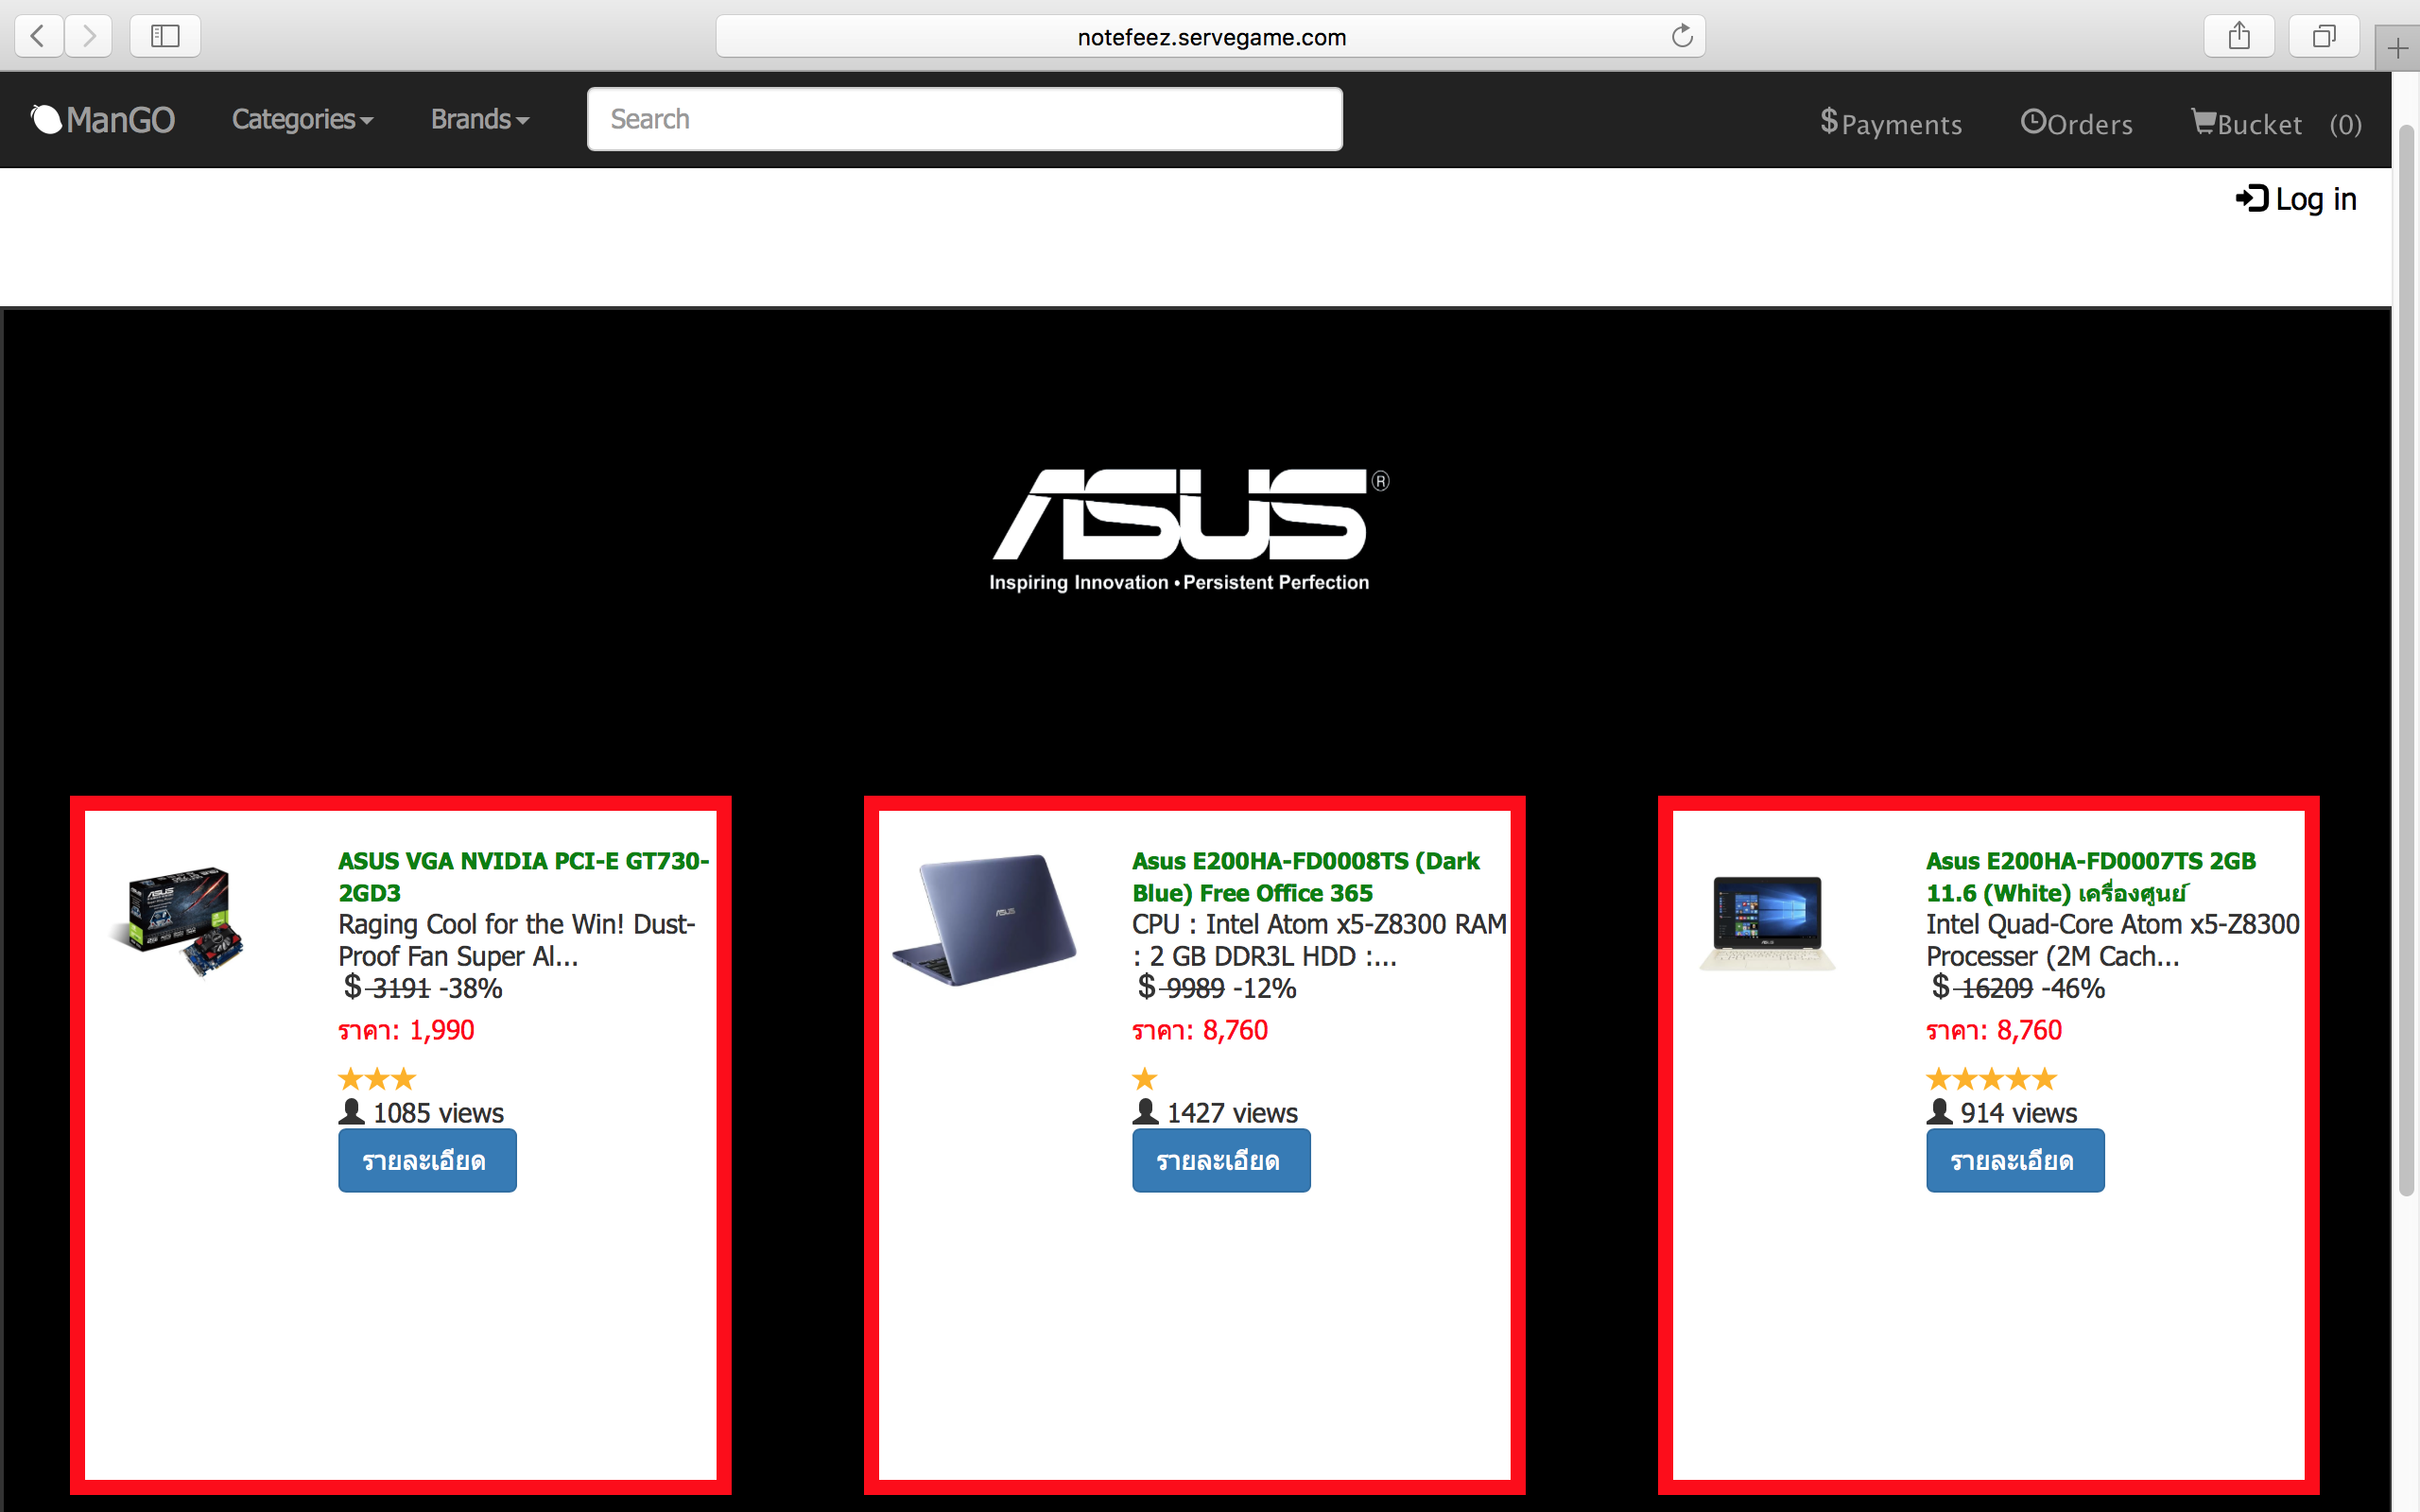 notefeez.servegame.com
ManGO Categories Brands Search $Payments Orders Bucket (0)
Log in
ASUS®
Inspiring Innovation • Persistent Perfection
ASUS VGA NVIDIA PCI-E GT730-
2GD3
Raging Cool for the Win! Dust-
Proof Fan Super Al...
$ 3191 -38%
ราคา: 1,990
1085 views
รายละเอียด
Asus E200HA-FD0008TS (Dark
Blue) Free Office 365
CPU : Intel Atom x5-Z8300 RAM
: 2 GB DDR3L HDD :...
$ 9989 -12%
ราคา: 8,760
1427 views
รายละเอียด
Asus E200HA-FD0007TS 2GB
11.6 (White) เครื่องศูนย์
Intel Quad-Core Atom x5-Z8300
Processer (2M Cach...
$ 16209 -46%
ราคา: 8,760
914 views
รายละเอียด